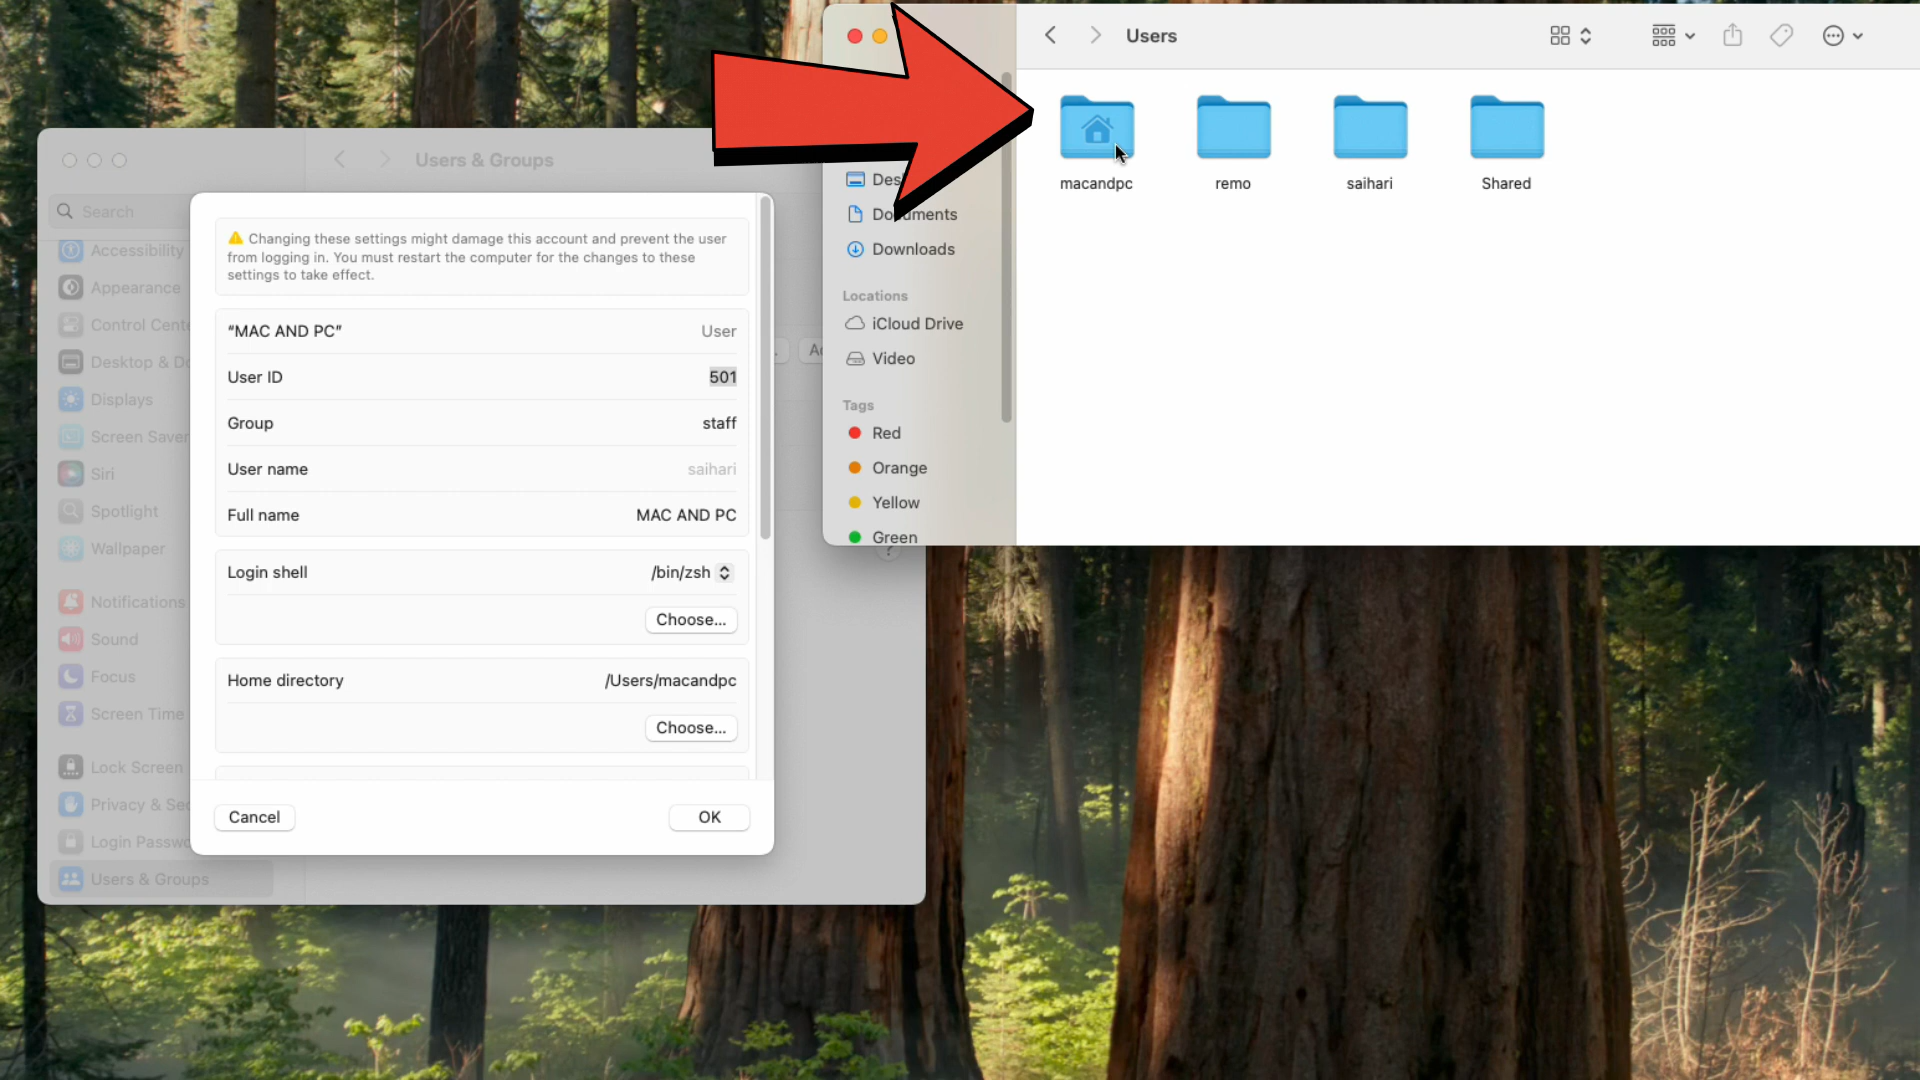 Users & Groups
Search
Accessibility
Appearance
Control Cente
Desktop & Do
Displays
Screen Saver
Siri
Spotlight
Wallpaper
Notifications
Sound
Focus
Screen Time
Lock Screen
Privacy & Sec
Login Passwo
Users & Groups
Changing these settings might damage this account and prevent the user
from logging in. You must restart the computer for the changes to these
settings to take effect.
“MAC AND PC” User
User ID 501
Group staff
User name saihari
Full name MAC AND PC
Login shell /bin/zsh
Choose...
Home directory /Users/macandpc
Choose...
Cancel OK
Users
Documents
Downloads
Locations
iCloud Drive
Video
Tags
Red
Orange
Yellow
Green
?
macandpc remo saihari Shared